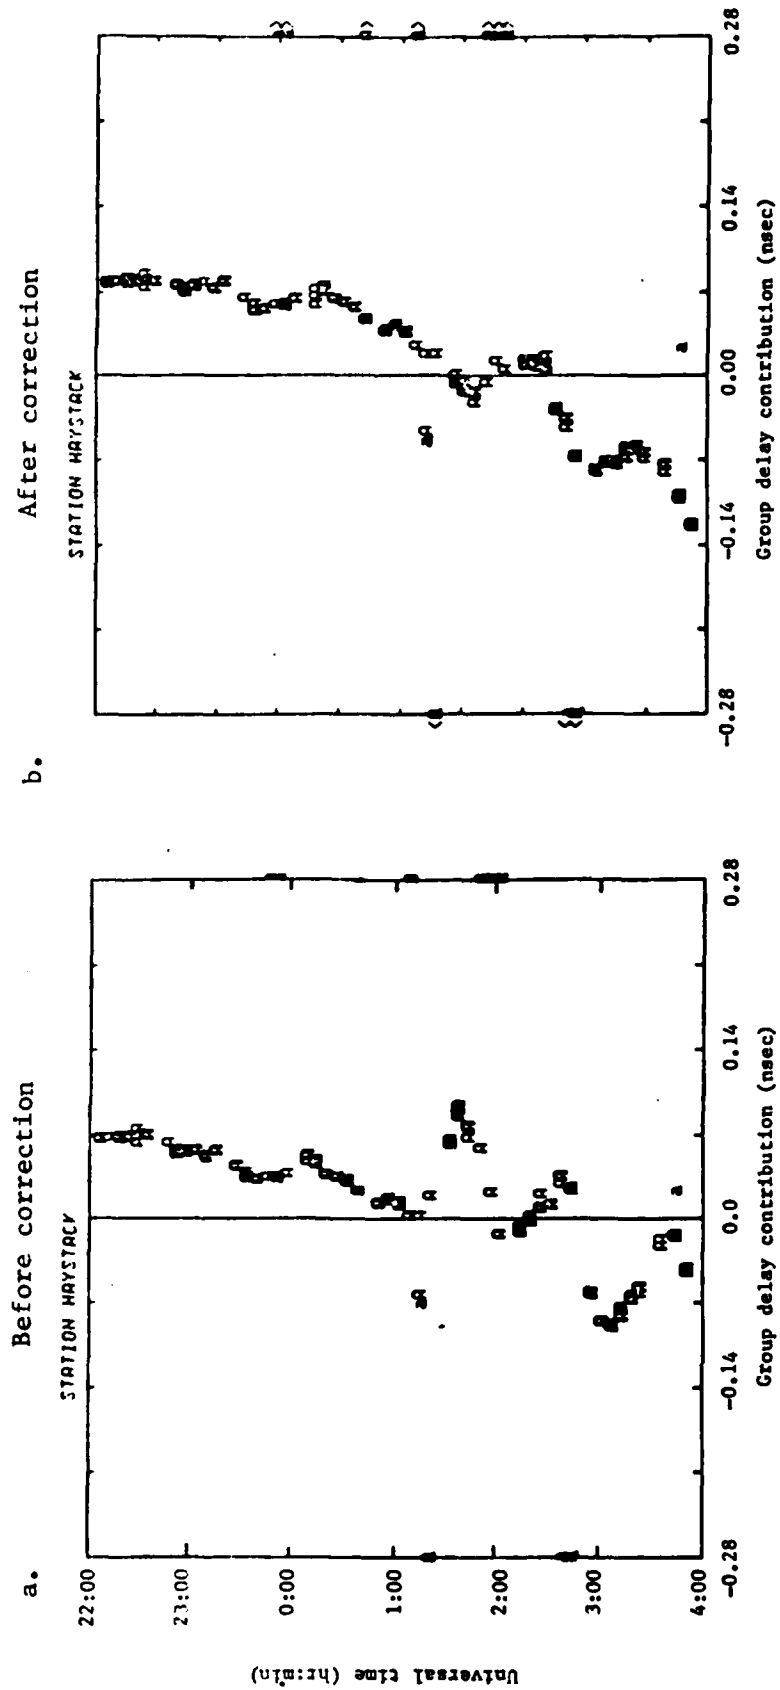 a.
Before correction
STATION HAYSTACK
22:00
23:00
0:00
1:00
2:00
3:00
4:00
Universal time (hr:min)
-0.28
-0.14
0.0
0.14
0.28
Group delay contribution (nsec)
b.
After correction
STATION HAYSTACK
-0.28
-0.14
0.00
0.14
0.28
Group delay contribution (nsec)